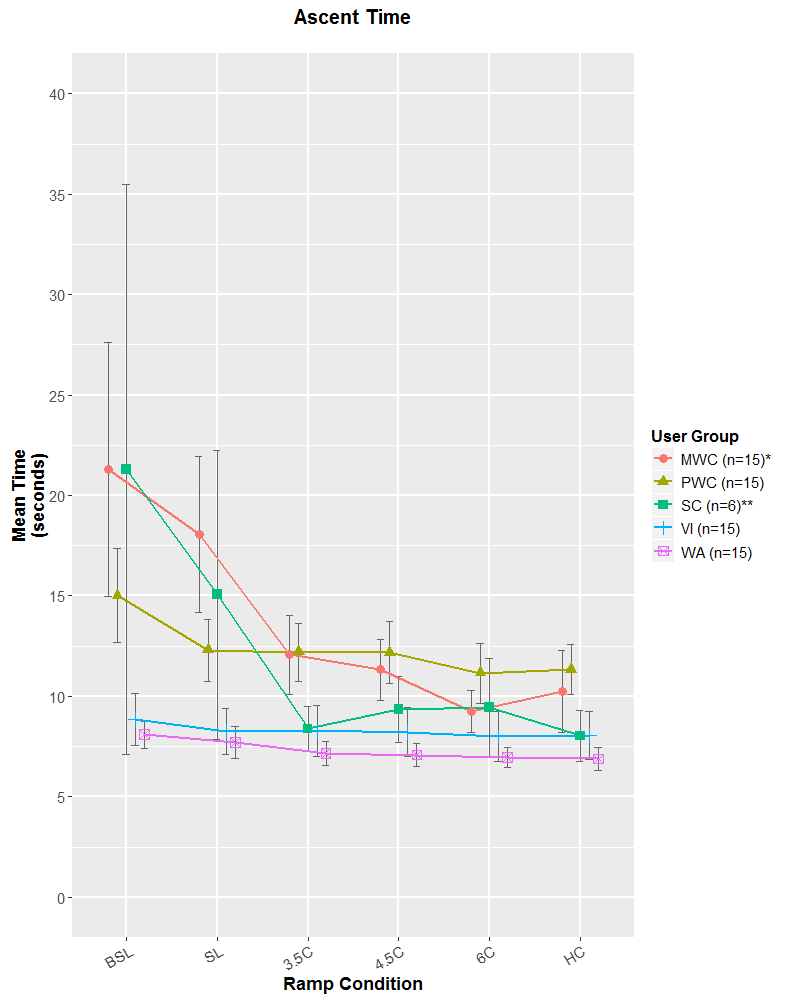 Ascent Time
40
35
30
25
20
15
10
5
0
Mean Time
(seconds)
BSL
SL
3.5C
4.5C
6C
HC
Ramp Condition
User Group
MWC (n=15)*
PWC (n=15)
SC (n=6)**
VI (n=15)
WA (n=15)